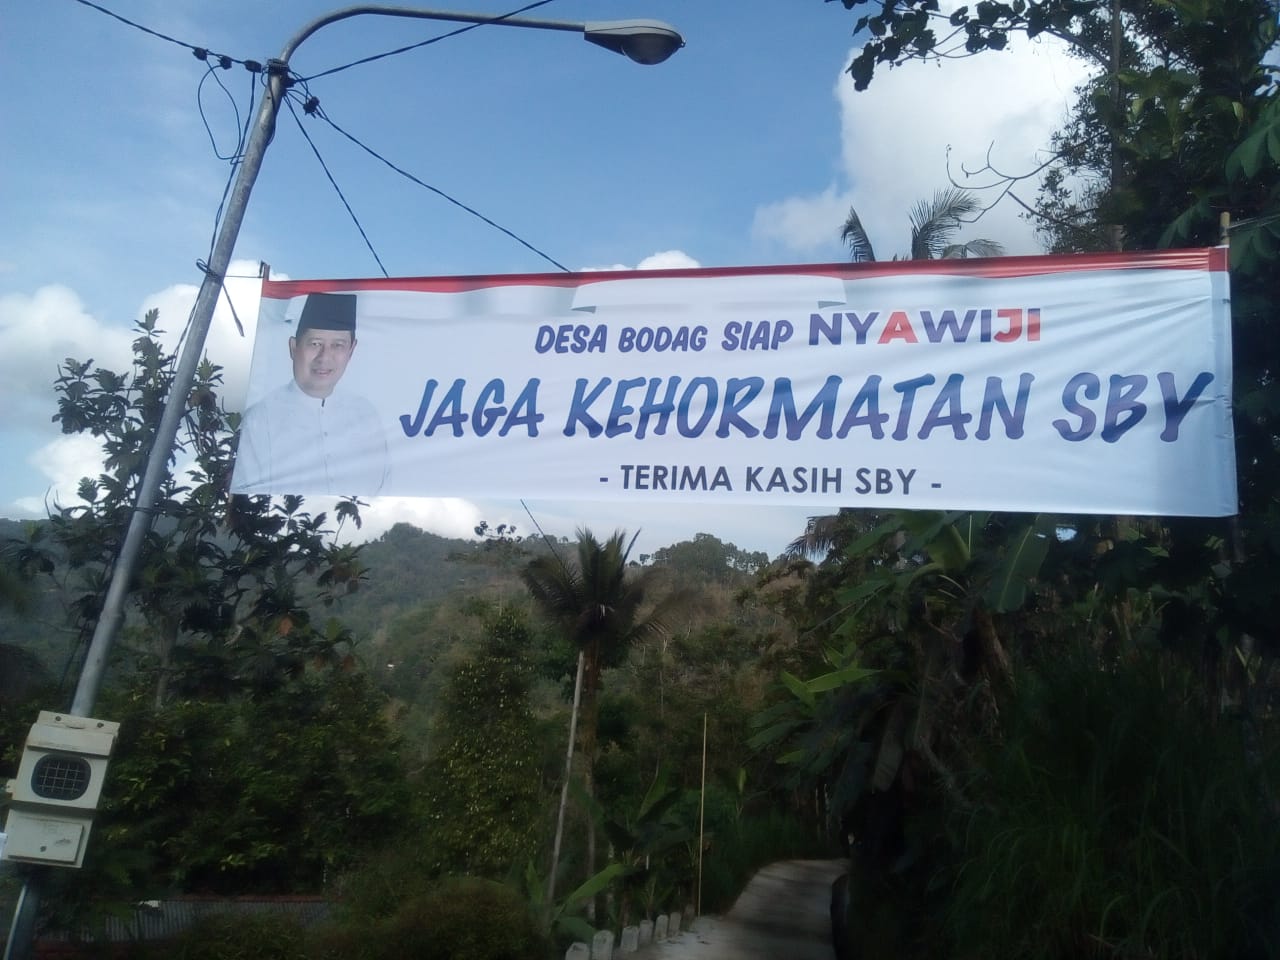 DESA BODAG SIAP NYAWIJI
JAGA KEHORMATAN SBY
- TERIMA KASIH SBY -